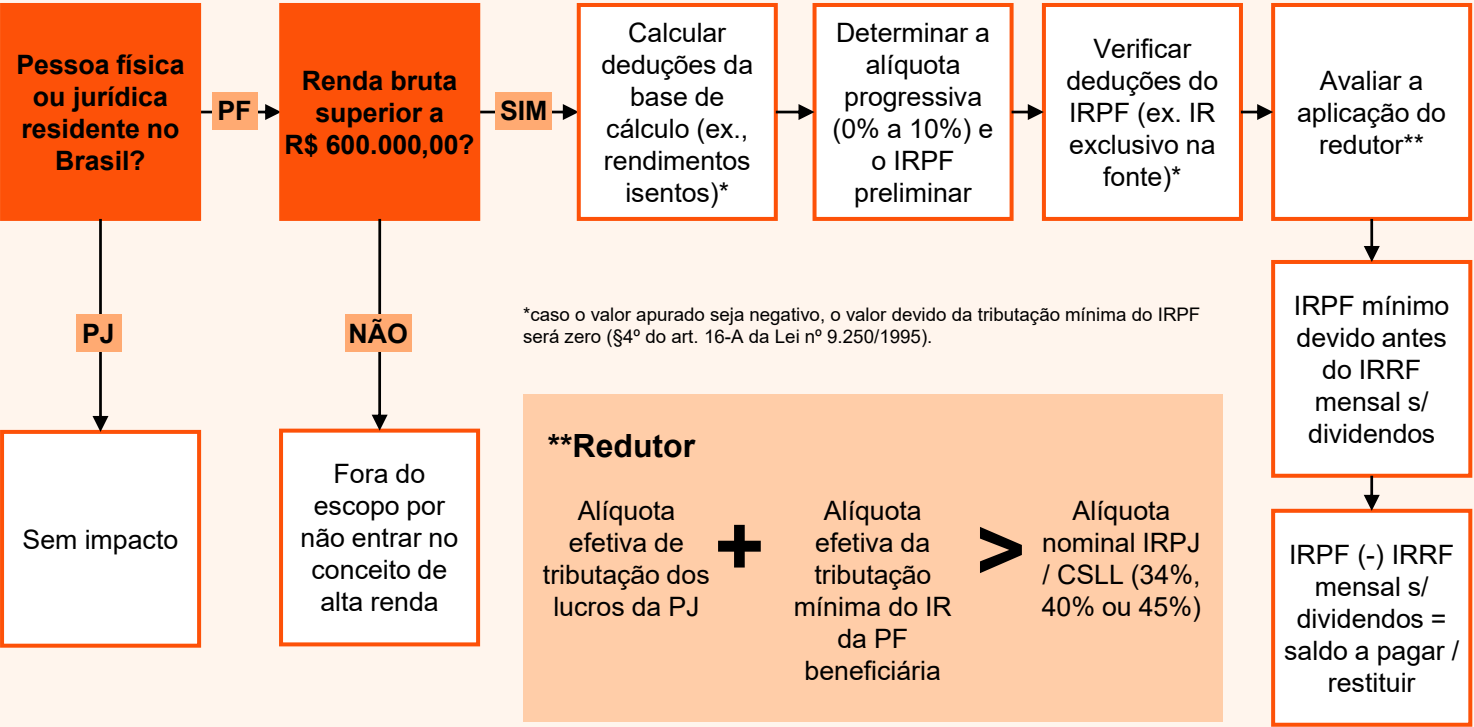 Pessoa física
ou jurídica
residente no
Brasil?
PF
Renda bruta
superior a
R$ 600.000,00?
SIM
Calcular
deduções da
base de
cálculo (ex.,
rendimentos
isentos)*
Determinar a
alíquota
progressiva
(0% a 10%) e
o IRPF
preliminar
Verificar
deduções do
IRPF (ex. IR
exclusivo na
fonte)*
Avaliar a
aplicação do
redutor**
PJ
NÃO
Sem impacto
Fora do
escopo por
não entrar no
conceito de
alta renda
*caso o valor apurado seja negativo, o valor devido da tributação mínima do IRPF
será zero (§4º do art. 16-A da Lei nº 9.250/1995).
**Redutor
Alíquota
efetiva de
tributação dos
lucros da PJ
+
Alíquota
efetiva da
tributação
mínima do IR
da PF
beneficiária
>
Alíquota
nominal IRPJ
/ CSLL (34%,
40% ou 45%)
IRPF mínimo
devido antes
do IRRF
mensal s/
dividendos
IRPF (-) IRRF
mensal s/
dividendos =
saldo a pagar /
restituir